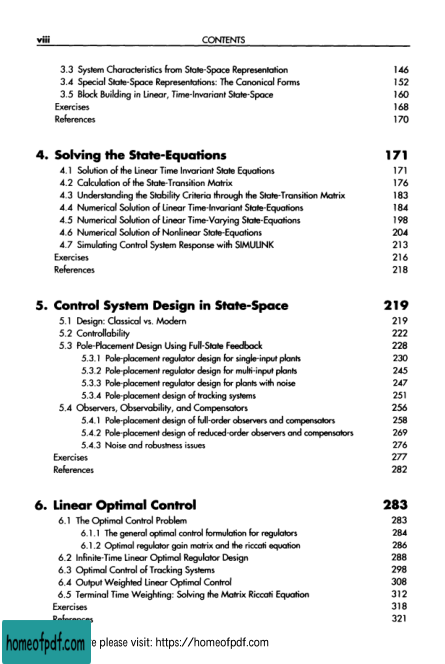 viii CONTENTS
3.3 System Characteristics from State-Space Representation 146
3.4 Special State-Space Representations: The Canonical Forms 152
3.5 Block Building in Linear, Time-Invariant State-Space 160
Exercises 168
References 170
4. Solving the State-Equations 171
4.1 Solution of the Linear Time Invariant State Equations 171
4.2 Calculation of the State-Transition Matrix 176
4.3 Understanding the Stability Criteria through the State-Transition Matrix 183
4.4 Numerical Solution of Linear Time-Invariant State-Equations 184
4.5 Numerical Solution of Linear Time-Varying State-Equations 198
4.6 Numerical Solution of Nonlinear State-Equations 204
4.7 Simulating Control System Response with SIMULINK 213
Exercises 216
References 218
5. Control System Design in State-Space 219
5.1 Design: Classical vs. Modern 219
5.2 Controllability 222
5.3 Pole-Placement Design Using Full-State Feedback 228
5.3.1 Pole-placement regulator design for single-input plants 230
5.3.2 Pole-placement regulator design for multi-input plants 245
5.3.3 Pole-placement regulator design for plants with noise 247
5.3.4 Pole-placement design of tracking systems 251
5.4 Observers, Observability, and Compensators 256
5.4.1 Pole-placement design of full-order observers and compensators 258
5.4.2 Pole-placement design of reduced-order observers and compensators 269
5.4.3 Noise and robustness issues 276
Exercises 277
References 282
6. Linear Optimal Control 283
6.1 The Optimal Control Problem 283
6.1.1 The general optimal control formulation for regulators 284
6.1.2 Optimal regulator gain matrix and the riccati equation 286
6.2 Infinite-Time Linear Optimal Regulator Design 288
6.3 Optimal Control of Tracking Systems 298
6.4 Output Weighted Linear Optimal Control 308
6.5 Terminal Time Weighting: Solving the Matrix Riccati Equation 312
Exercises 318
References 321
homeofpdf.com e please visit: https://homeofpdf.com